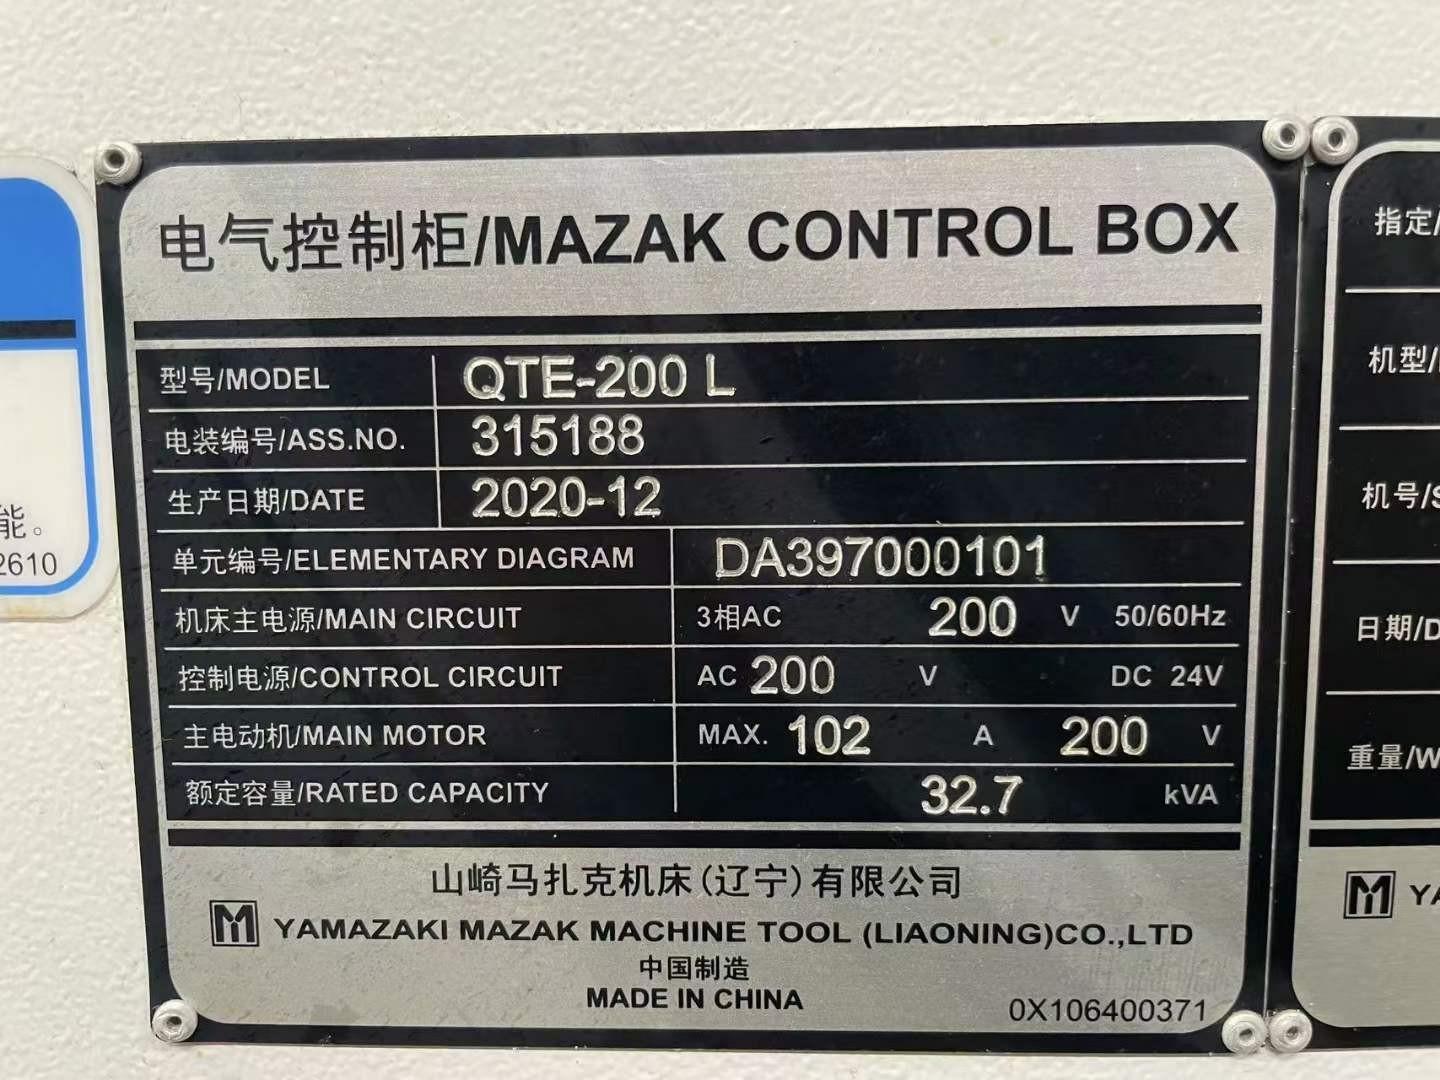 电气控制柜/MAZAK CONTROL BOX
型号/MODEL QTE-200 L
电装编号/ASS.NO. 315188
生产日期/DATE 2020-12
单元编号/ELEMENTARY DIAGRAM DA397000101
机床主电源/MAIN CIRCUIT 3相AC 200 V 50/60Hz
控制电源/CONTROL CIRCUIT AC 200 V DC 24V
主电动机/MAIN MOTOR MAX. 102 A 200 V
额定容量/RATED CAPACITY 32.7 kVA
山崎马扎克机床(辽宁)有限公司
YAMAZAKI MAZAK MACHINE TOOL (LIAONING)CO.,LTD
中国制造
MADE IN CHINA
0X106400371
能。
2610
指定/
机型/
机号/S
日期/D
重量/W
YA